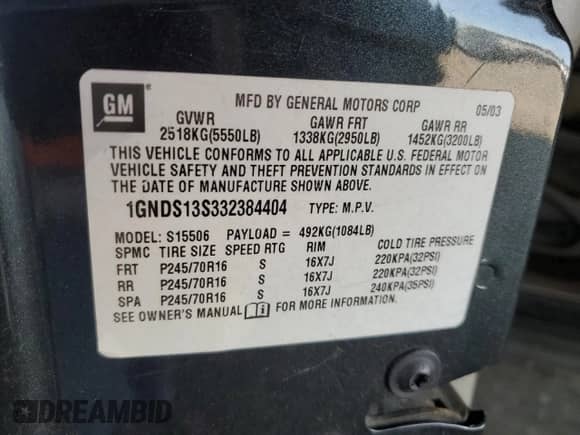 GM ®
MFD BY GENERAL MOTORS CORP 05/03
GVWR GAWR FRT GAWR RR
2518KG(5550LB) 1338KG(2950LB) 1452KG(3200LB)
THIS VEHICLE CONFORMS TO ALL APPLICABLE U.S. FEDERAL MOTOR
VEHICLE SAFETY AND THEFT PREVENTION STANDARDS IN EFFECT ON
THE DATE OF MANUFACTURE SHOWN ABOVE.
1GNDS13S332384404 TYPE: M.P.V.
MODEL: S15506 PAYLOAD = 492KG(1084LB)
SPMC TIRE SIZE SPEED RTG RIM COLD TIRE PRESSURE
FRT P245/70R16 S 16X7J 220KPA(32PSI)
RR P245/70R16 S 16X7J 220KPA(32PSI)
SPA P245/70R16 S 16X7J 240KPA(35PSI)
SEE OWNER'S MANUAL FOR MORE INFORMATION.
DREAMBID